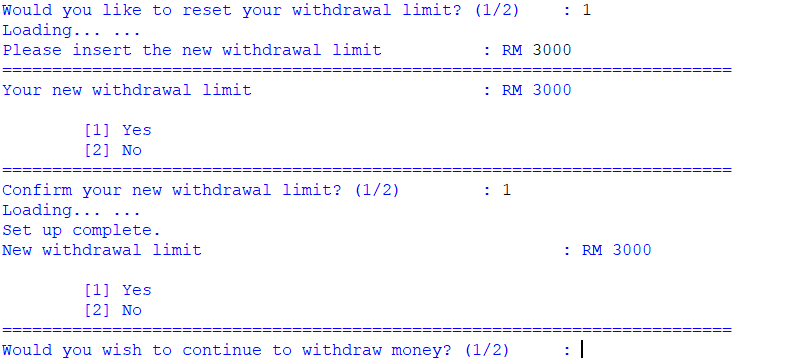 Would you like to reset your withdrawal limit? (1/2)    : 1
Loading... ...
Please insert the new withdrawal limit          : RM 3000
=========================================================================
Your new withdrawal limit                       : RM 3000
[1] Yes
[2] No
=========================================================================
Confirm your new withdrawal limit? (1/2)        : 1
Loading... ...
Set up complete.
New withdrawal limit                                    : RM 3000
[1] Yes
[2] No
=========================================================================
Would you wish to continue to withdraw money? (1/2)     :